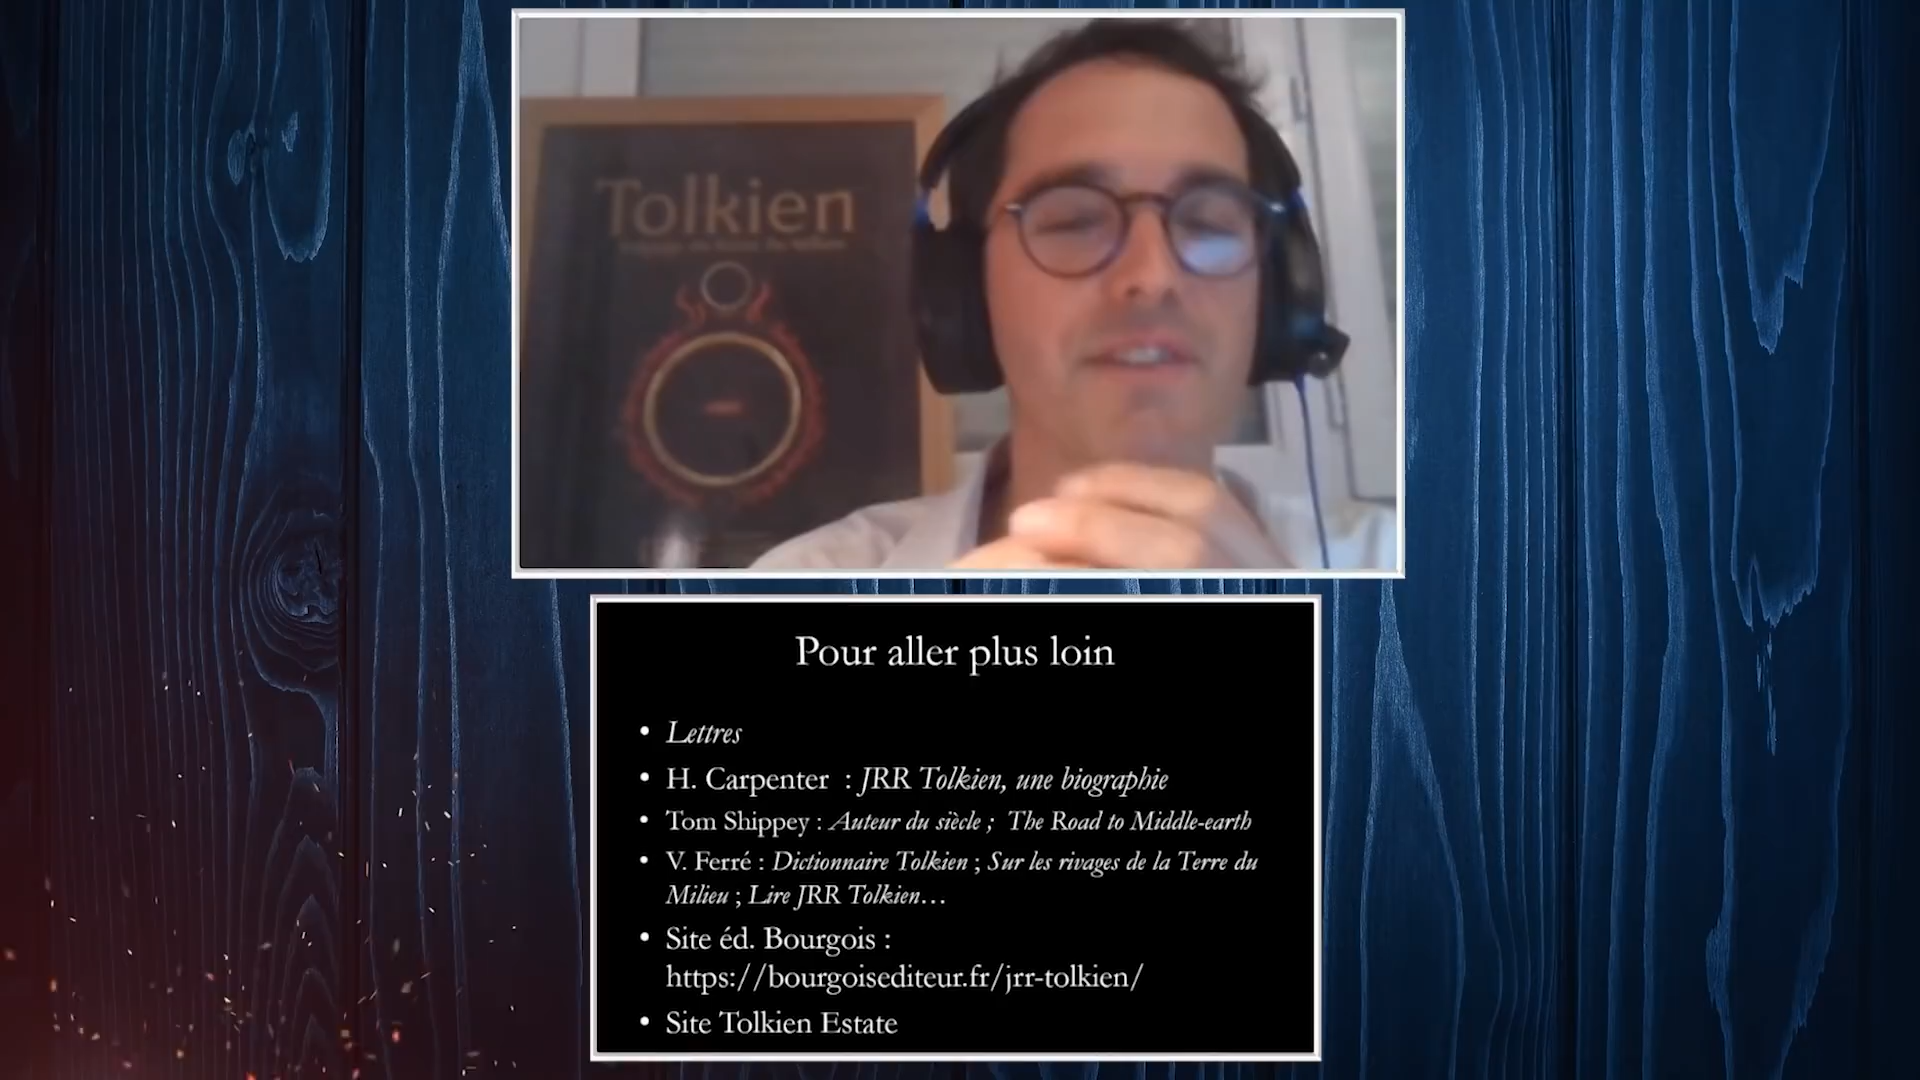 Tolkien
Pour aller plus loin
• Lettres
• H. Carpenter : JRR Tolkien, une biographie
• Tom Shippey : Auteur du siècle ; The Road to Middle-earth
• V. Ferré : Dictionnaire Tolkien ; Sur les rivages de la Terre du
Milieu ; Lire JRR Tolkien…
• Site éd. Bourgois :
https://bourgoisediteur.fr/jrr-tolkien/
• Site Tolkien Estate